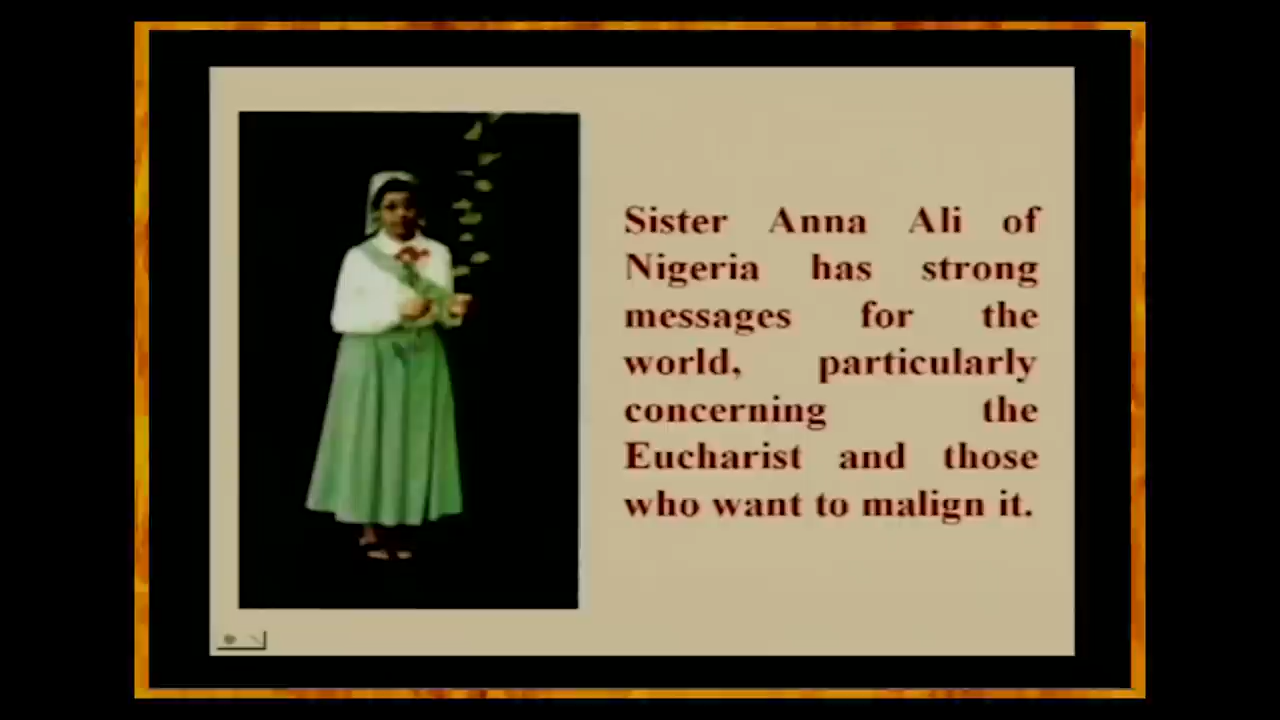 Sister Anna Ali of
Nigeria has strong
messages for the
world, particularly
concerning the
Eucharist and those
who want to malign it.